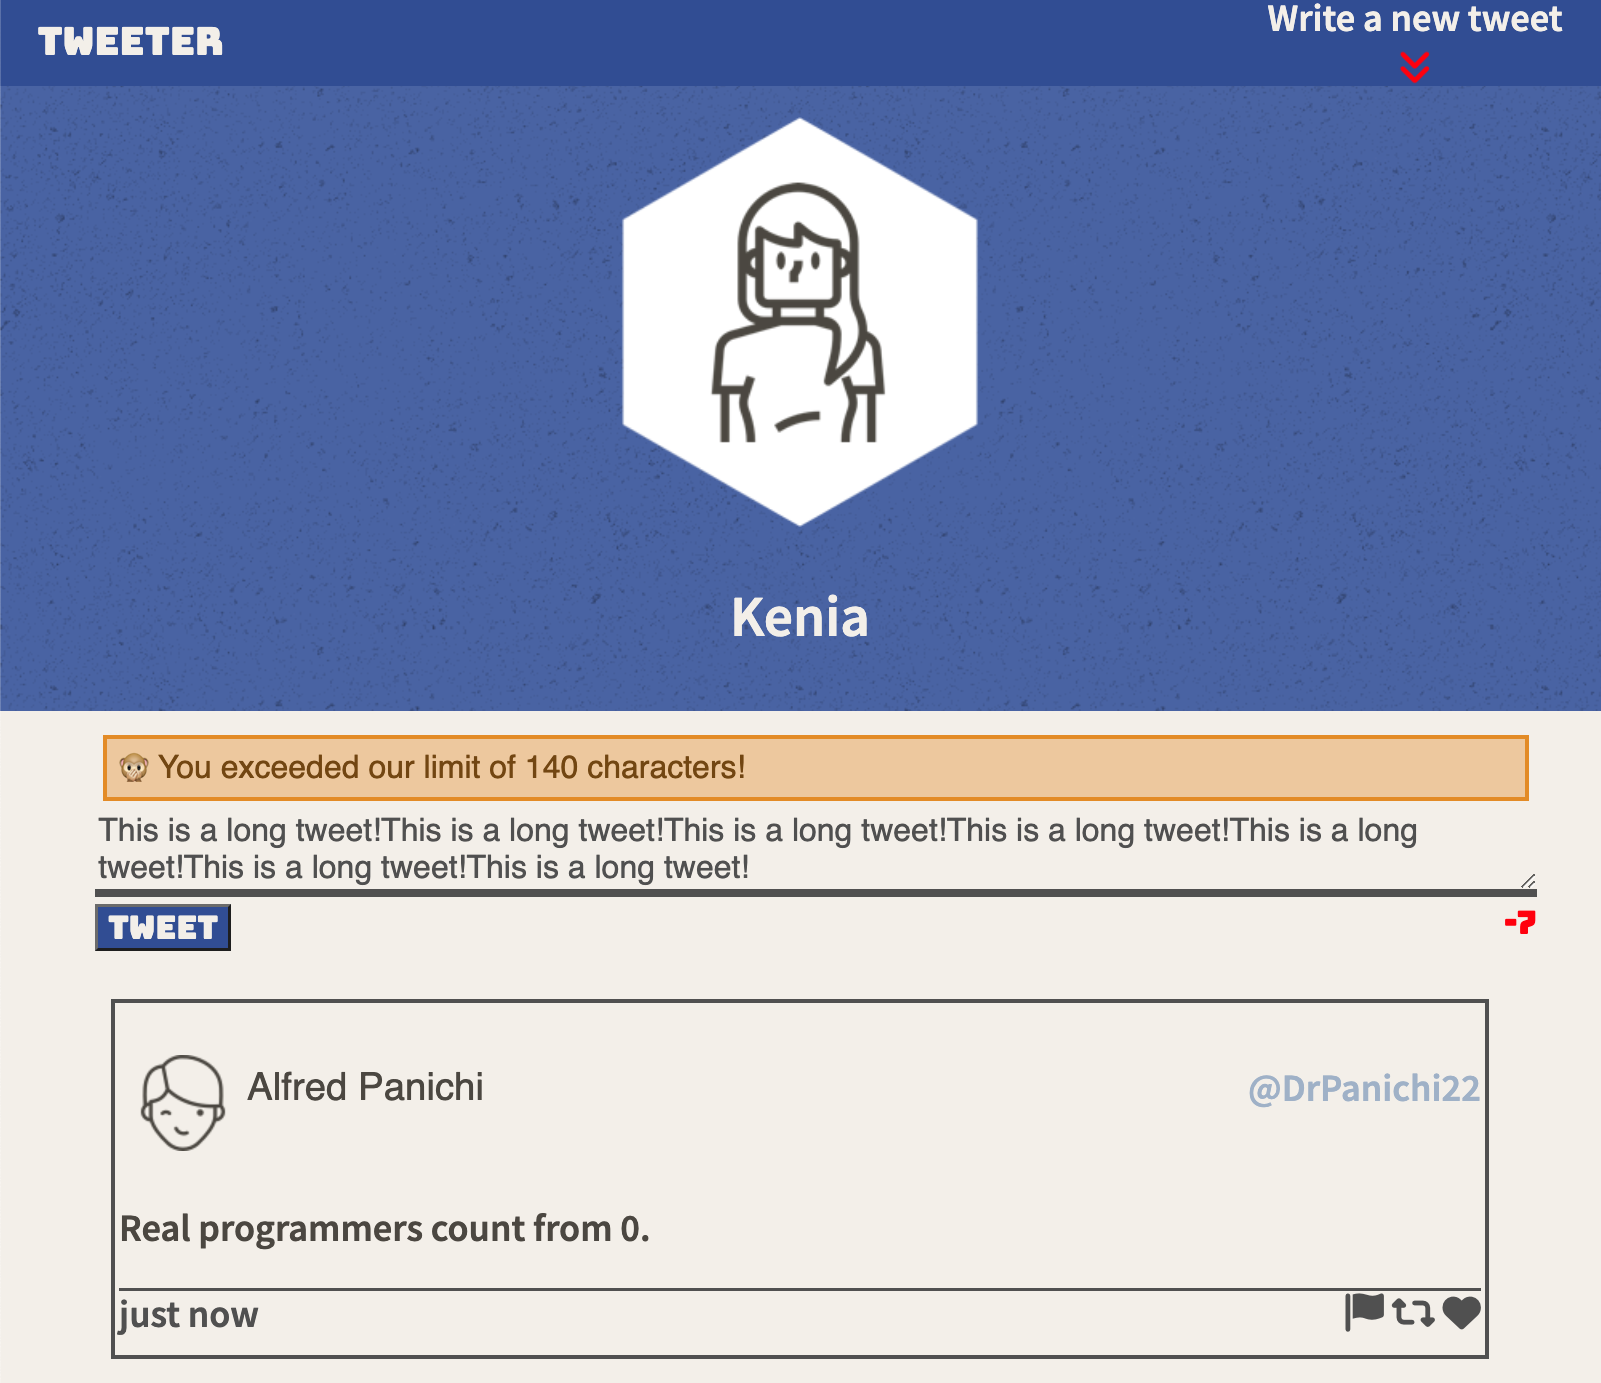 TWEETER
Write a new tweet
Kenia
🙊 You exceeded our limit of 140 characters!
This is a long tweet!This is a long tweet!This is a long tweet!This is a long tweet!This is a long
tweet!This is a long tweet!This is a long tweet!
TWEET
-7
Alfred Panichi
@DrPanichi22
Real programmers count from 0.
just now